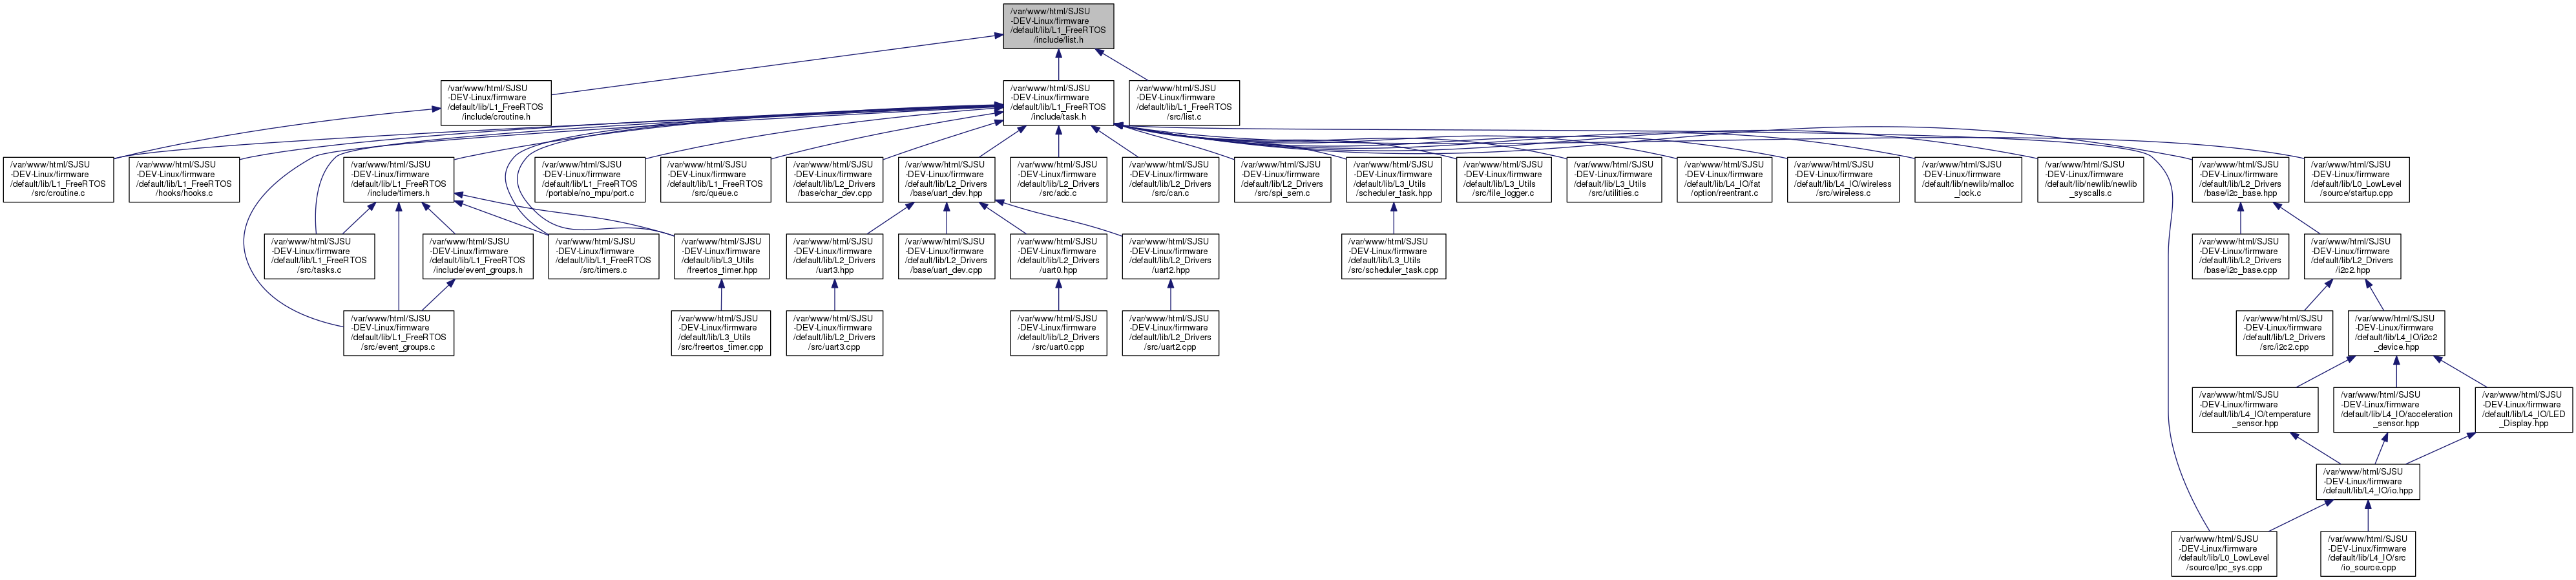 /var/www/html/SJSU
-DEV-Linux/firmware
/default/lib/L1_FreeRTOS
/include/list.h
/var/www/html/SJSU
-DEV-Linux/firmware
/default/lib/L1_FreeRTOS
/include/croutine.h
/var/www/html/SJSU
-DEV-Linux/firmware
/default/lib/L1_FreeRTOS
/include/task.h
/var/www/html/SJSU
-DEV-Linux/firmware
/default/lib/L1_FreeRTOS
/src/list.c
/var/www/html/SJSU
-DEV-Linux/firmware
/default/lib/L1_FreeRTOS
/src/croutine.c
/var/www/html/SJSU
-DEV-Linux/firmware
/default/lib/L1_FreeRTOS
/hooks/hooks.c
/var/www/html/SJSU
-DEV-Linux/firmware
/default/lib/L1_FreeRTOS
/include/timers.h
/var/www/html/SJSU
-DEV-Linux/firmware
/default/lib/L1_FreeRTOS
/portable/no_mpu/port.c
/var/www/html/SJSU
-DEV-Linux/firmware
/default/lib/L1_FreeRTOS
/src/queue.c
/var/www/html/SJSU
-DEV-Linux/firmware
/default/lib/L2_Drivers
/base/char_dev.cpp
/var/www/html/SJSU
-DEV-Linux/firmware
/default/lib/L2_Drivers
/base/uart_dev.hpp
/var/www/html/SJSU
-DEV-Linux/firmware
/default/lib/L2_Drivers
/src/adc.c
/var/www/html/SJSU
-DEV-Linux/firmware
/default/lib/L2_Drivers
/src/can.c
/var/www/html/SJSU
-DEV-Linux/firmware
/default/lib/L2_Drivers
/src/spi_sem.c
/var/www/html/SJSU
-DEV-Linux/firmware
/default/lib/L3_Utils
/scheduler_task.hpp
/var/www/html/SJSU
-DEV-Linux/firmware
/default/lib/L3_Utils
/src/file_logger.c
/var/www/html/SJSU
-DEV-Linux/firmware
/default/lib/L3_Utils
/src/utilities.c
/var/www/html/SJSU
-DEV-Linux/firmware
/default/lib/L4_IO/fat
/option/reentrant.c
/var/www/html/SJSU
-DEV-Linux/firmware
/default/lib/L4_IO/wireless
/src/wireless.c
/var/www/html/SJSU
-DEV-Linux/firmware
/default/lib/newlib/malloc
_lock.c
/var/www/html/SJSU
-DEV-Linux/firmware
/default/lib/newlib/newlib
_syscalls.c
/var/www/html/SJSU
-DEV-Linux/firmware
/default/lib/L2_Drivers
/base/i2c_base.hpp
/var/www/html/SJSU
-DEV-Linux/firmware
/default/lib/L0_LowLevel
/source/startup.cpp
/var/www/html/SJSU
-DEV-Linux/firmware
/default/lib/L1_FreeRTOS
/src/tasks.c
/var/www/html/SJSU
-DEV-Linux/firmware
/default/lib/L1_FreeRTOS
/include/event_groups.h
/var/www/html/SJSU
-DEV-Linux/firmware
/default/lib/L1_FreeRTOS
/src/timers.c
/var/www/html/SJSU
-DEV-Linux/firmware
/default/lib/L3_Utils
/freertos_timer.hpp
/var/www/html/SJSU
-DEV-Linux/firmware
/default/lib/L2_Drivers
/uart3.hpp
/var/www/html/SJSU
-DEV-Linux/firmware
/default/lib/L2_Drivers
/base/uart_dev.cpp
/var/www/html/SJSU
-DEV-Linux/firmware
/default/lib/L2_Drivers
/uart0.hpp
/var/www/html/SJSU
-DEV-Linux/firmware
/default/lib/L2_Drivers
/uart2.hpp
/var/www/html/SJSU
-DEV-Linux/firmware
/default/lib/L3_Utils
/src/scheduler_task.cpp
/var/www/html/SJSU
-DEV-Linux/firmware
/default/lib/L2_Drivers
/base/i2c_base.cpp
/var/www/html/SJSU
-DEV-Linux/firmware
/default/lib/L2_Drivers
/i2c2.hpp
/var/www/html/SJSU
-DEV-Linux/firmware
/default/lib/L1_FreeRTOS
/src/event_groups.c
/var/www/html/SJSU
-DEV-Linux/firmware
/default/lib/L3_Utils
/src/freertos_timer.cpp
/var/www/html/SJSU
-DEV-Linux/firmware
/default/lib/L2_Drivers
/src/uart3.cpp
/var/www/html/SJSU
-DEV-Linux/firmware
/default/lib/L2_Drivers
/src/uart0.cpp
/var/www/html/SJSU
-DEV-Linux/firmware
/default/lib/L2_Drivers
/src/uart2.cpp
/var/www/html/SJSU
-DEV-Linux/firmware
/default/lib/L2_Drivers
/src/i2c2.cpp
/var/www/html/SJSU
-DEV-Linux/firmware
/default/lib/L4_IO/i2c2
_device.hpp
/var/www/html/SJSU
-DEV-Linux/firmware
/default/lib/L4_IO/temperature
_sensor.hpp
/var/www/html/SJSU
-DEV-Linux/firmware
/default/lib/L4_IO/acceleration
_sensor.hpp
/var/www/html/SJSU
-DEV-Linux/firmware
/default/lib/L4_IO/LED
_Display.hpp
/var/www/html/SJSU
-DEV-Linux/firmware
/default/lib/L4_IO/io.hpp
/var/www/html/SJSU
-DEV-Linux/firmware
/default/lib/L0_LowLevel
/source/lpc_sys.cpp
/var/www/html/SJSU
-DEV-Linux/firmware
/default/lib/L4_IO/src
/io_source.cpp